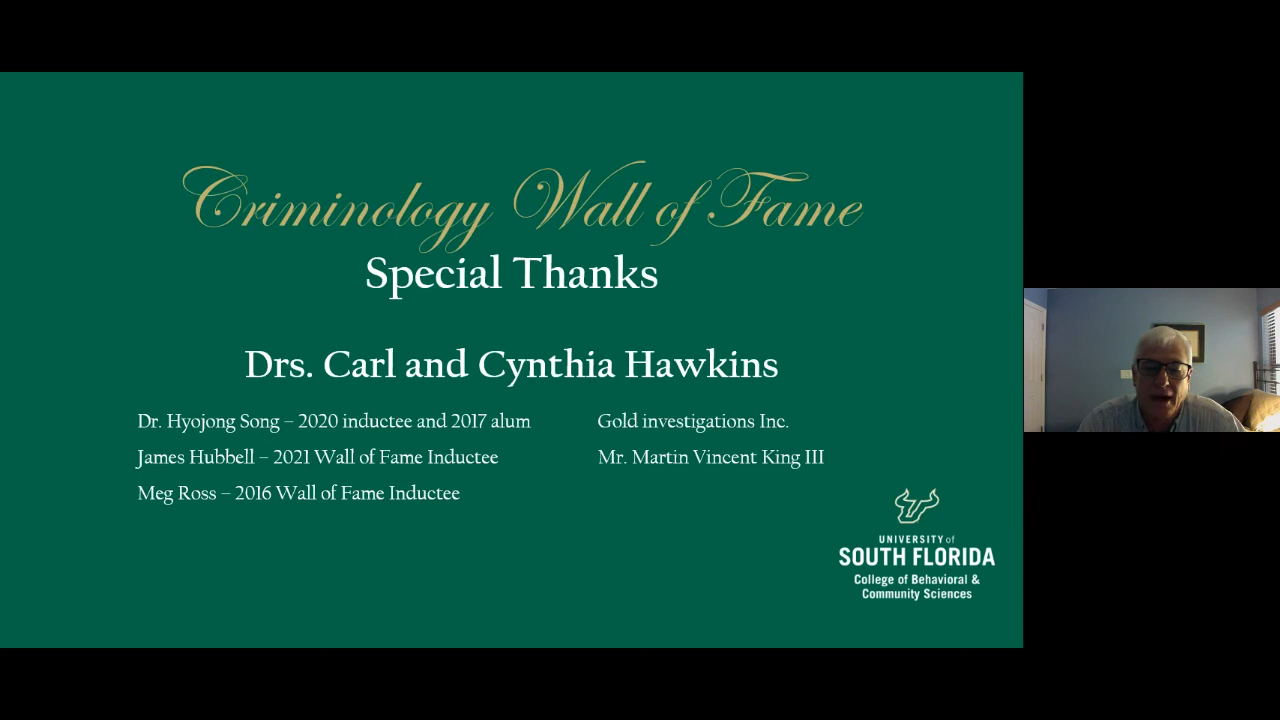 Criminology Wall of Fame
Special Thanks
Drs. Carl and Cynthia Hawkins
Dr. Hyojong Song – 2020 inductee and 2017 alum
James Hubbell – 2021 Wall of Fame Inductee
Meg Ross – 2016 Wall of Fame Inductee
Gold investigations Inc.
Mr. Martin Vincent King III
UNIVERSITY of
SOUTH FLORIDA
College of Behavioral &
Community Sciences